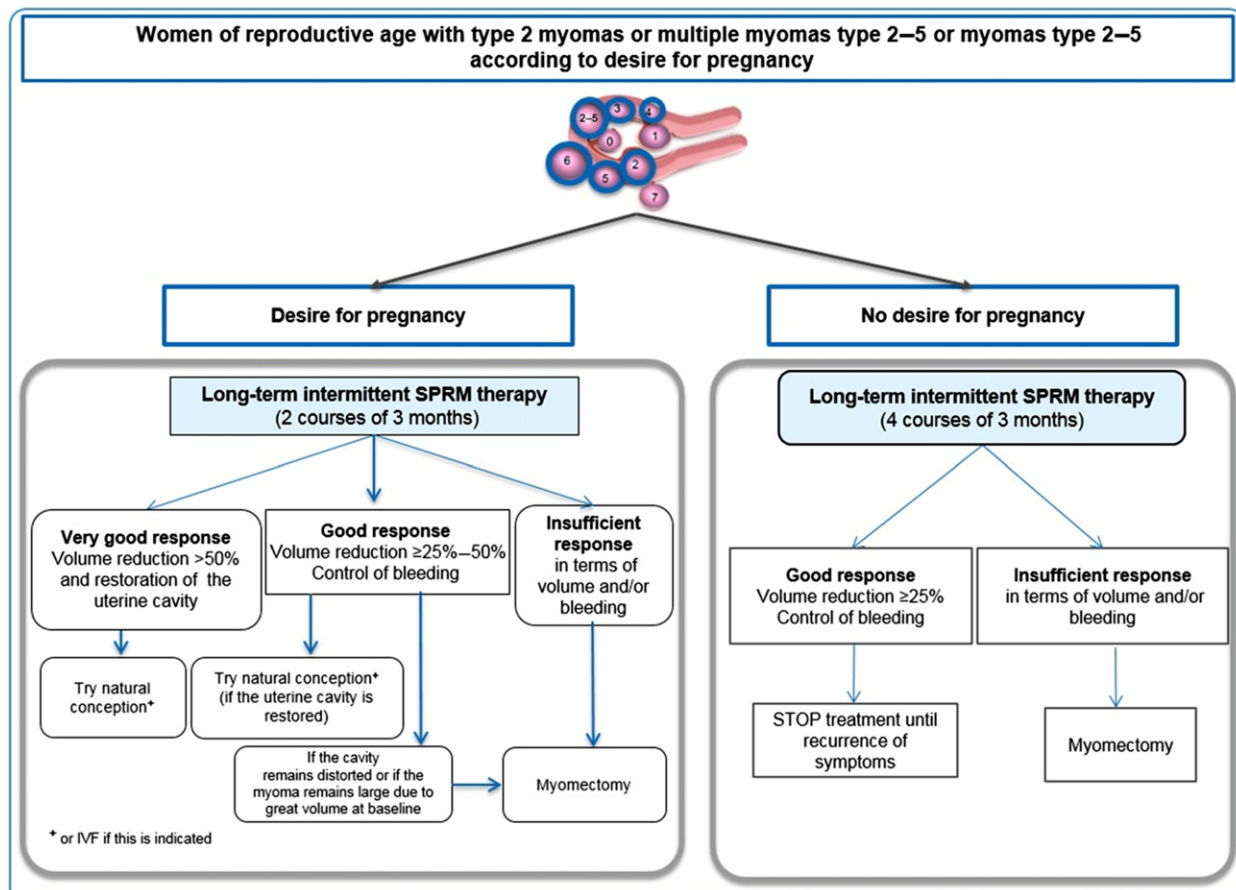 Women of reproductive age with type 2 myomas or multiple myomas type 2–5 or myomas type 2–5
according to desire for pregnancy
2–5
3
4
0
1
6
5
2
7
Desire for pregnancy
No desire for pregnancy
Long-term intermittent SPRM therapy
(2 courses of 3 months)
Very good response
Volume reduction >50%
and restoration of the
uterine cavity
Good response
Volume reduction ≥25%–50%
Control of bleeding
Insufficient
response
in terms of
volume and/or
bleeding
Try natural
conception⁺
Try natural conception⁺
(if the uterine cavity is
restored)
If the cavity
remains distorted or if the
myoma remains large due to
great volume at baseline
Myomectomy
⁺ or IVF if this is indicated
Long-term intermittent SPRM therapy
(4 courses of 3 months)
Good response
Volume reduction ≥25%
Control of bleeding
Insufficient response
in terms of volume and/or
bleeding
STOP treatment until
recurrence of
symptoms
Myomectomy